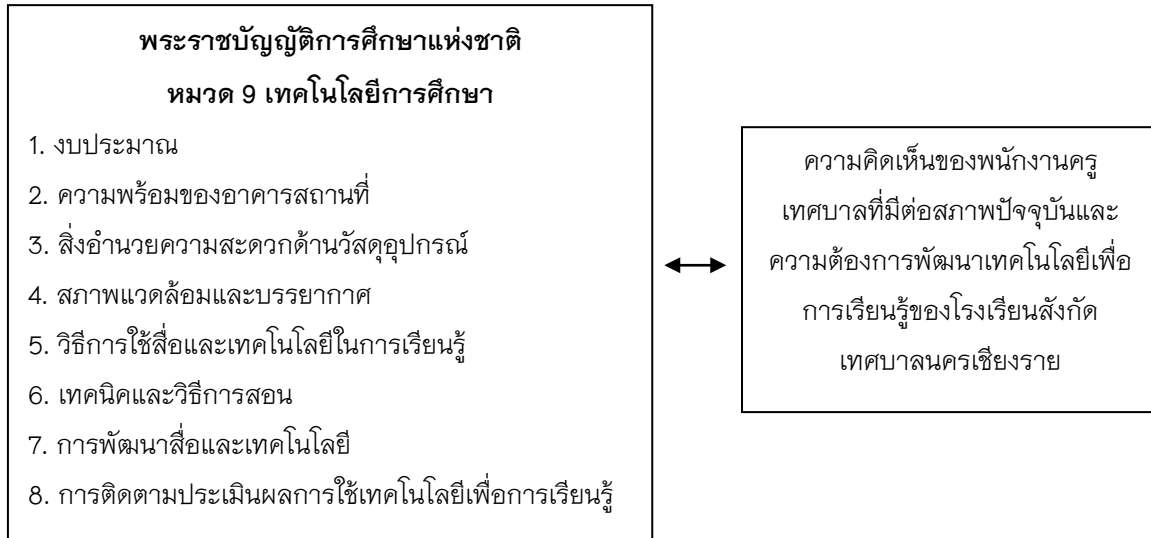 พระราชบัญญัติการศึกษาแห่งชาติ
หมวด 9 เทคโนโลยีการศึกษา
1. งบประมาณ
2. ความพร้อมของอาคารสถานที่
3. สิ่งอำนวยความสะดวกด้านวัสดุอุปกรณ์
4. สภาพแวดล้อมและบรรยากาศ
5. วิธีการใช้สื่อและเทคโนโลยีในการเรียนรู้
6. เทคนิคและวิธีการสอน
7. การพัฒนาสื่อและเทคโนโลยี
8. การติดตามประเมินผลการใช้เทคโนโลยีเพื่อการเรียนรู้
ความคิดเห็นของพนักงานครู
เทศบาลที่มีต่อสภาพปัจจุบันและ
ความต้องการพัฒนาเทคโนโลยีเพื่อ
การเรียนรู้ของโรงเรียนสังกัด
เทศบาลนครเชียงราย